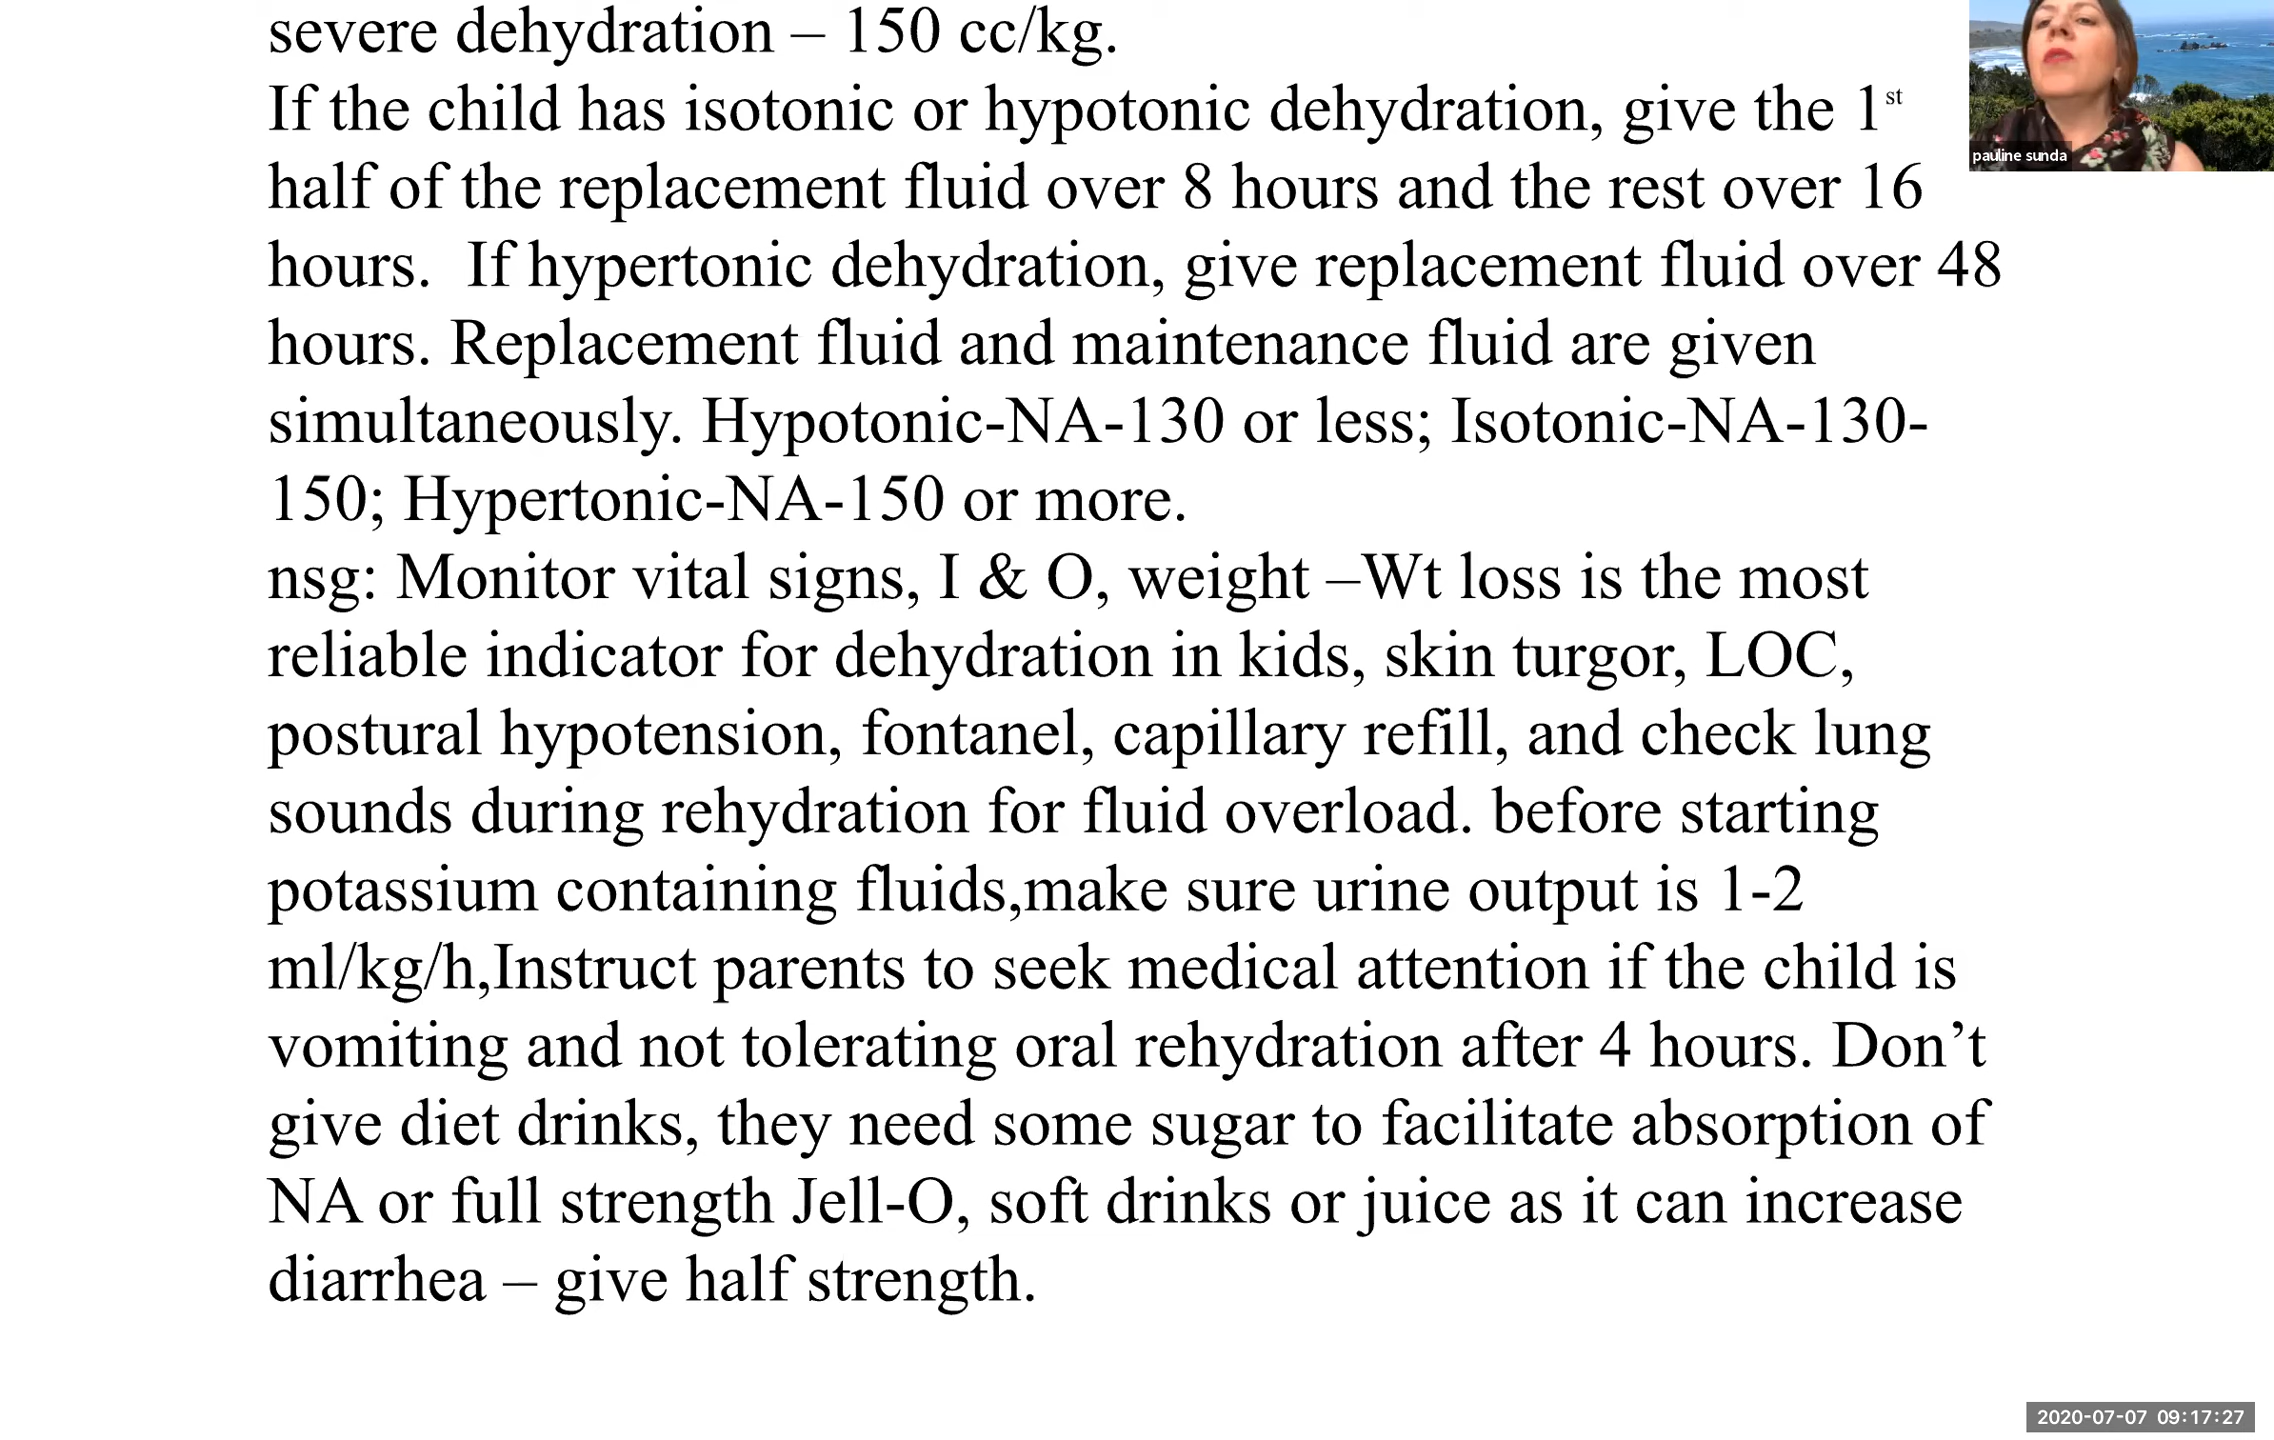 severe dehydration – 150 cc/kg.
If the child has isotonic or hypotonic dehydration, give the 1st
half of the replacement fluid over 8 hours and the rest over 16
hours.  If hypertonic dehydration, give replacement fluid over 48
hours. Replacement fluid and maintenance fluid are given
simultaneously. Hypotonic-NA-130 or less; Isotonic-NA-130-
150; Hypertonic-NA-150 or more.
nsg: Monitor vital signs, I & O, weight –Wt loss is the most
reliable indicator for dehydration in kids, skin turgor, LOC,
postural hypotension, fontanel, capillary refill, and check lung
sounds during rehydration for fluid overload. before starting
potassium containing fluids,make sure urine output is 1-2
ml/kg/h,Instruct parents to seek medical attention if the child is
vomiting and not tolerating oral rehydration after 4 hours. Don’t
give diet drinks, they need some sugar to facilitate absorption of
NA or full strength Jell-O, soft drinks or juice as it can increase
diarrhea – give half strength.
pauline sunda
2020-07-07 09:17:27